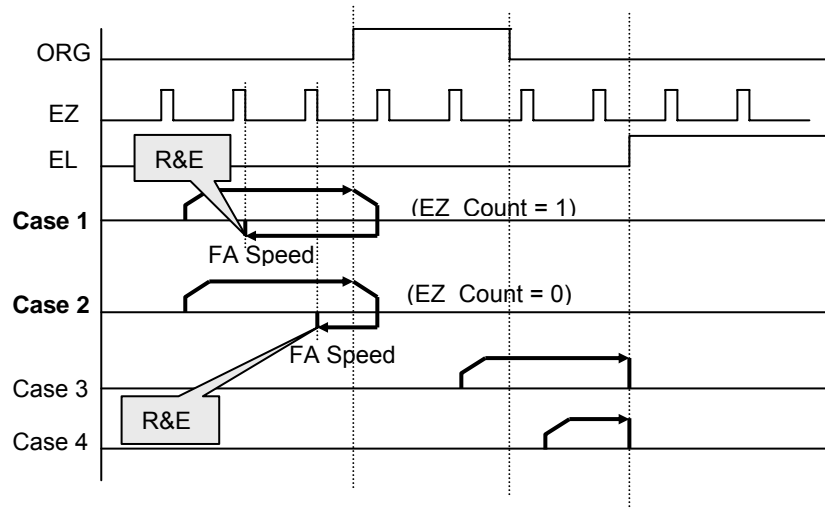 ORG
EZ
EL
R&E
Case 1
(EZ Count = 1)
FA Speed
Case 2
(EZ Count = 0)
FA Speed
Case 3
R&E
Case 4